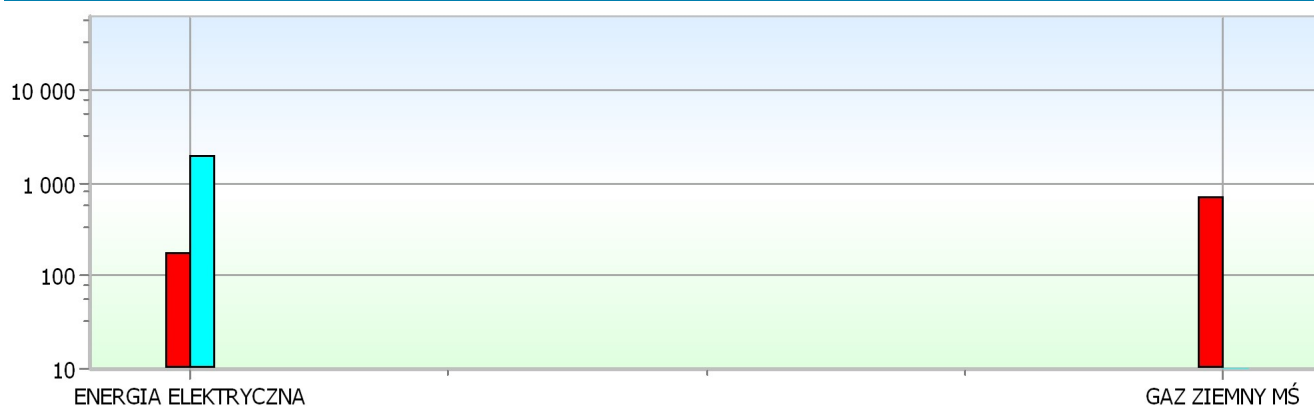 10 000
1 000
100
10
ENERGIA ELEKTRYCZNA
GAZ ZIEMNY MŚ